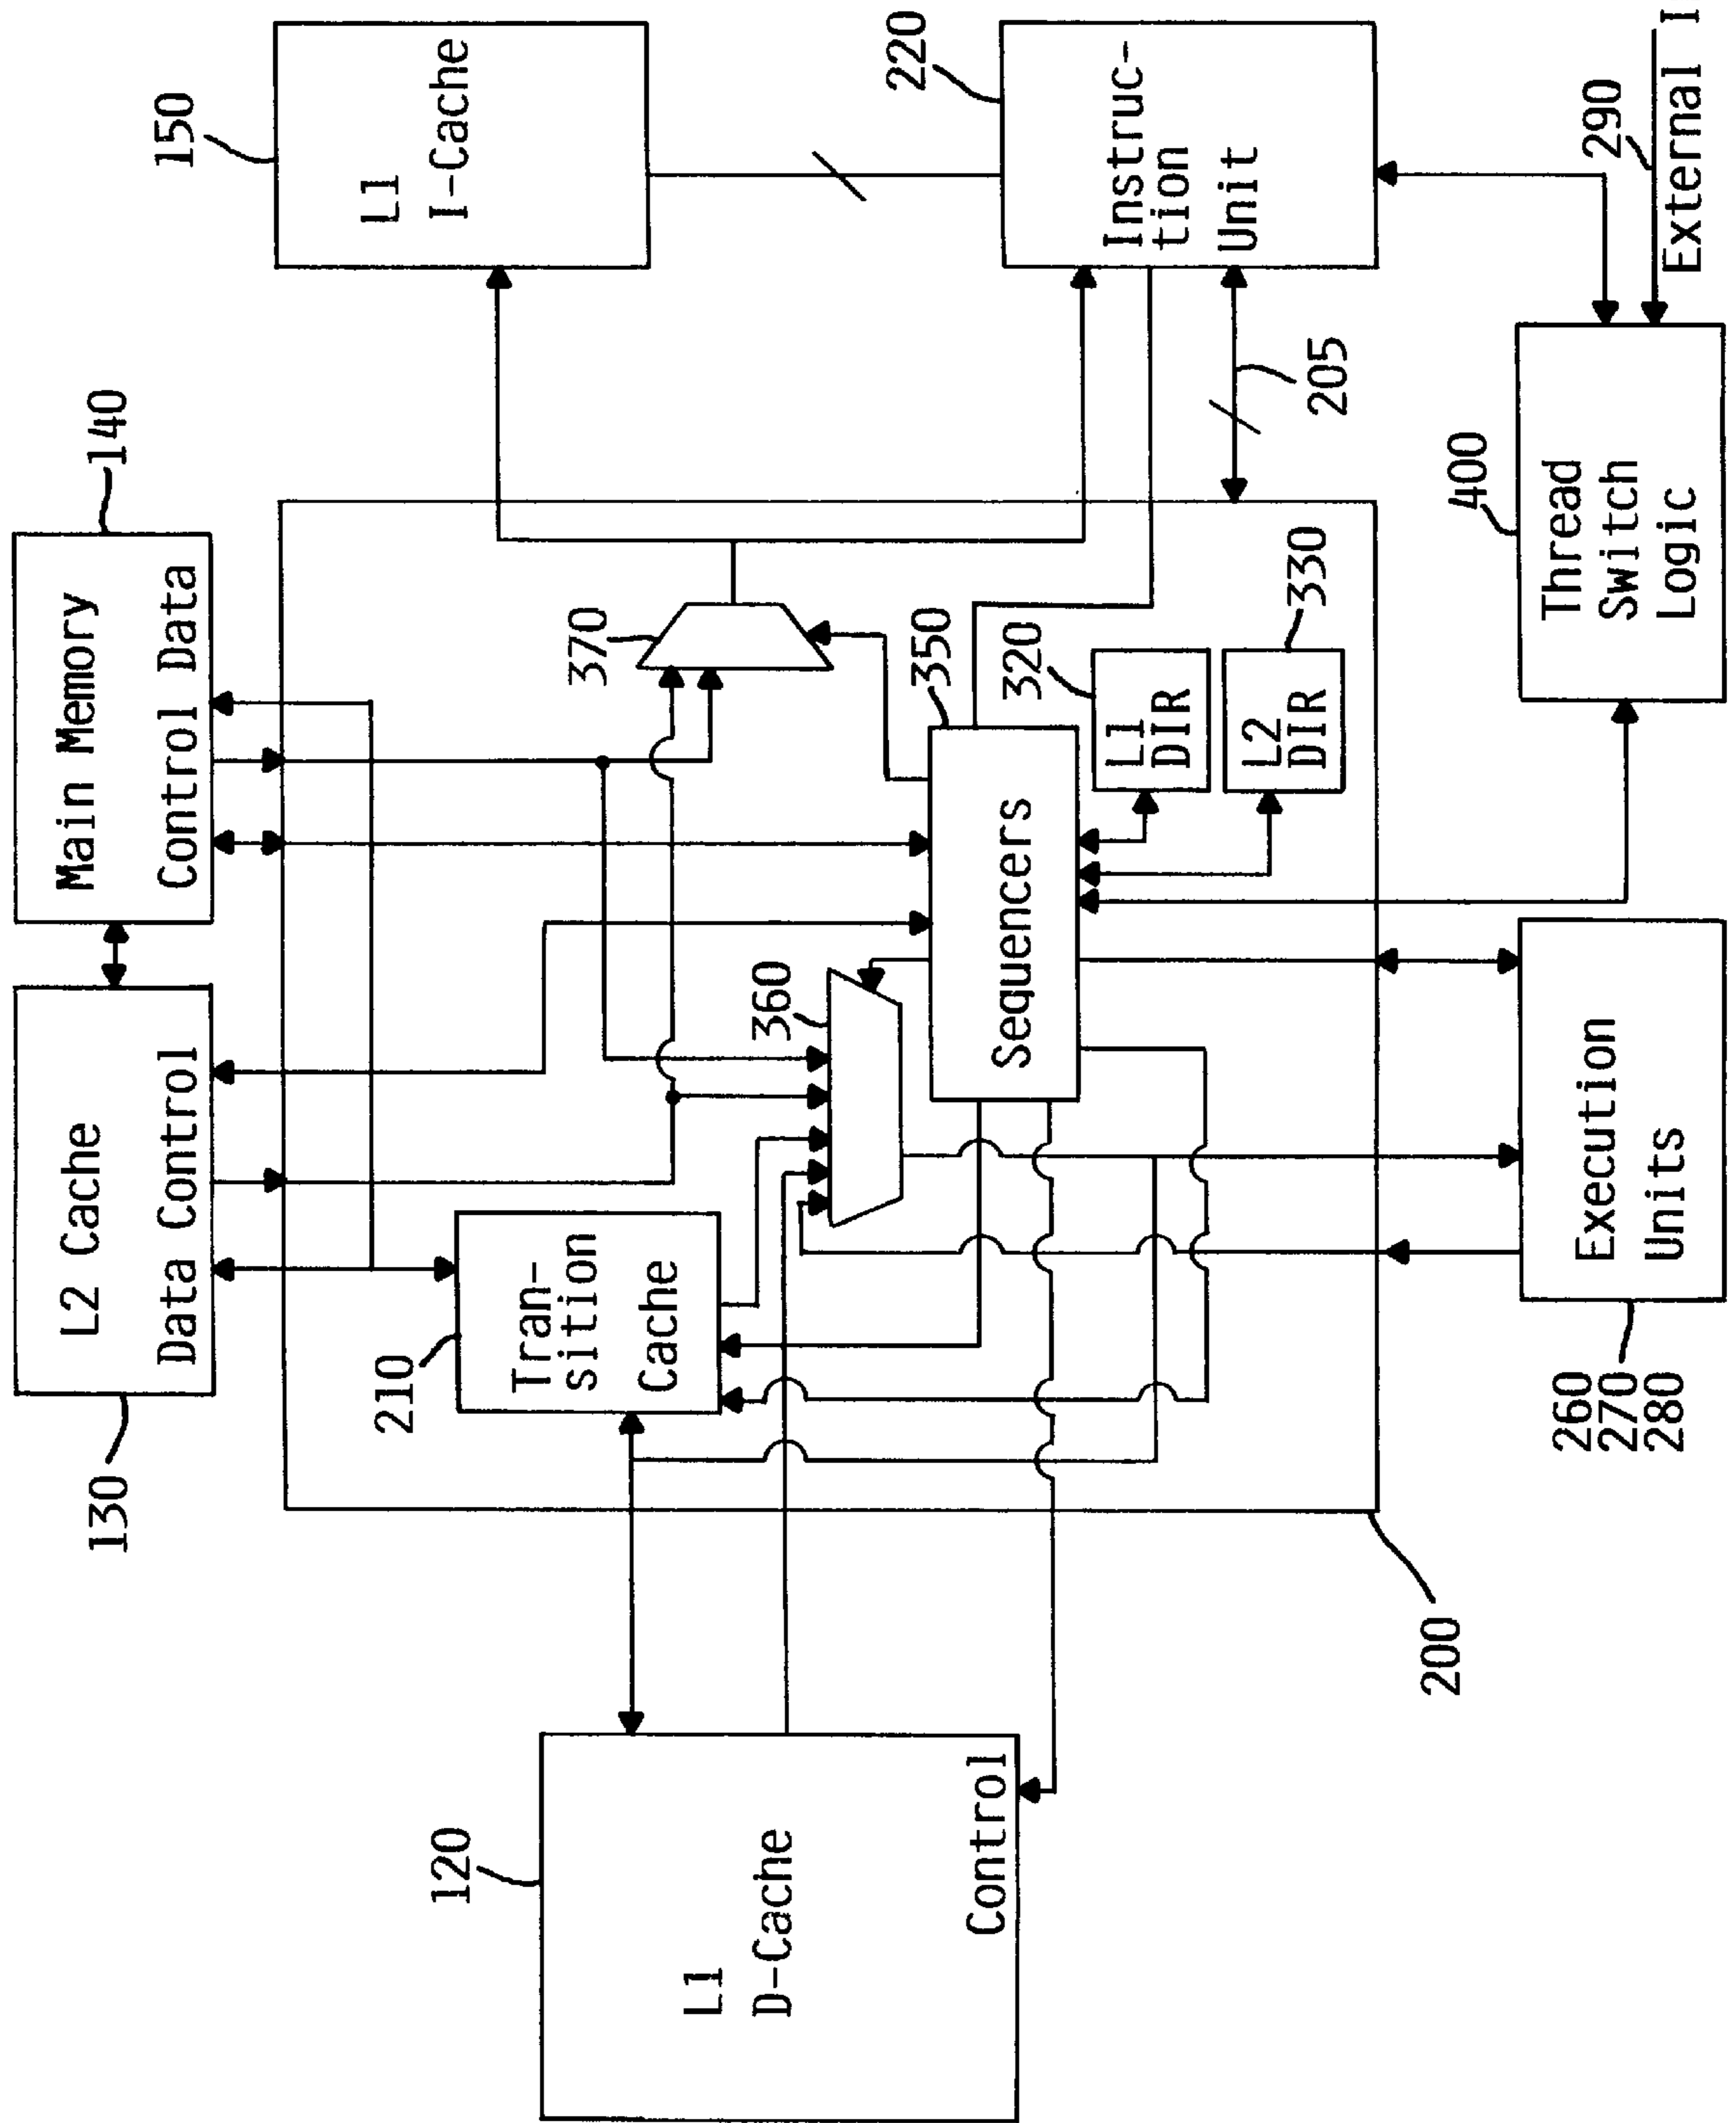 130
L2 Cache
Data Control
Main Memory
Control Data
140
150
L1
I-Cache
120
L1
D-Cache
Control
210
Tran-
sition
Cache
360
370
Sequencers
350
L1
DIR
320
L2
DIR
330
205
220
Instruc-
tion
Unit
200
260
270
280
Execution
Units
400
Thread
Switch
Logic
290
External I